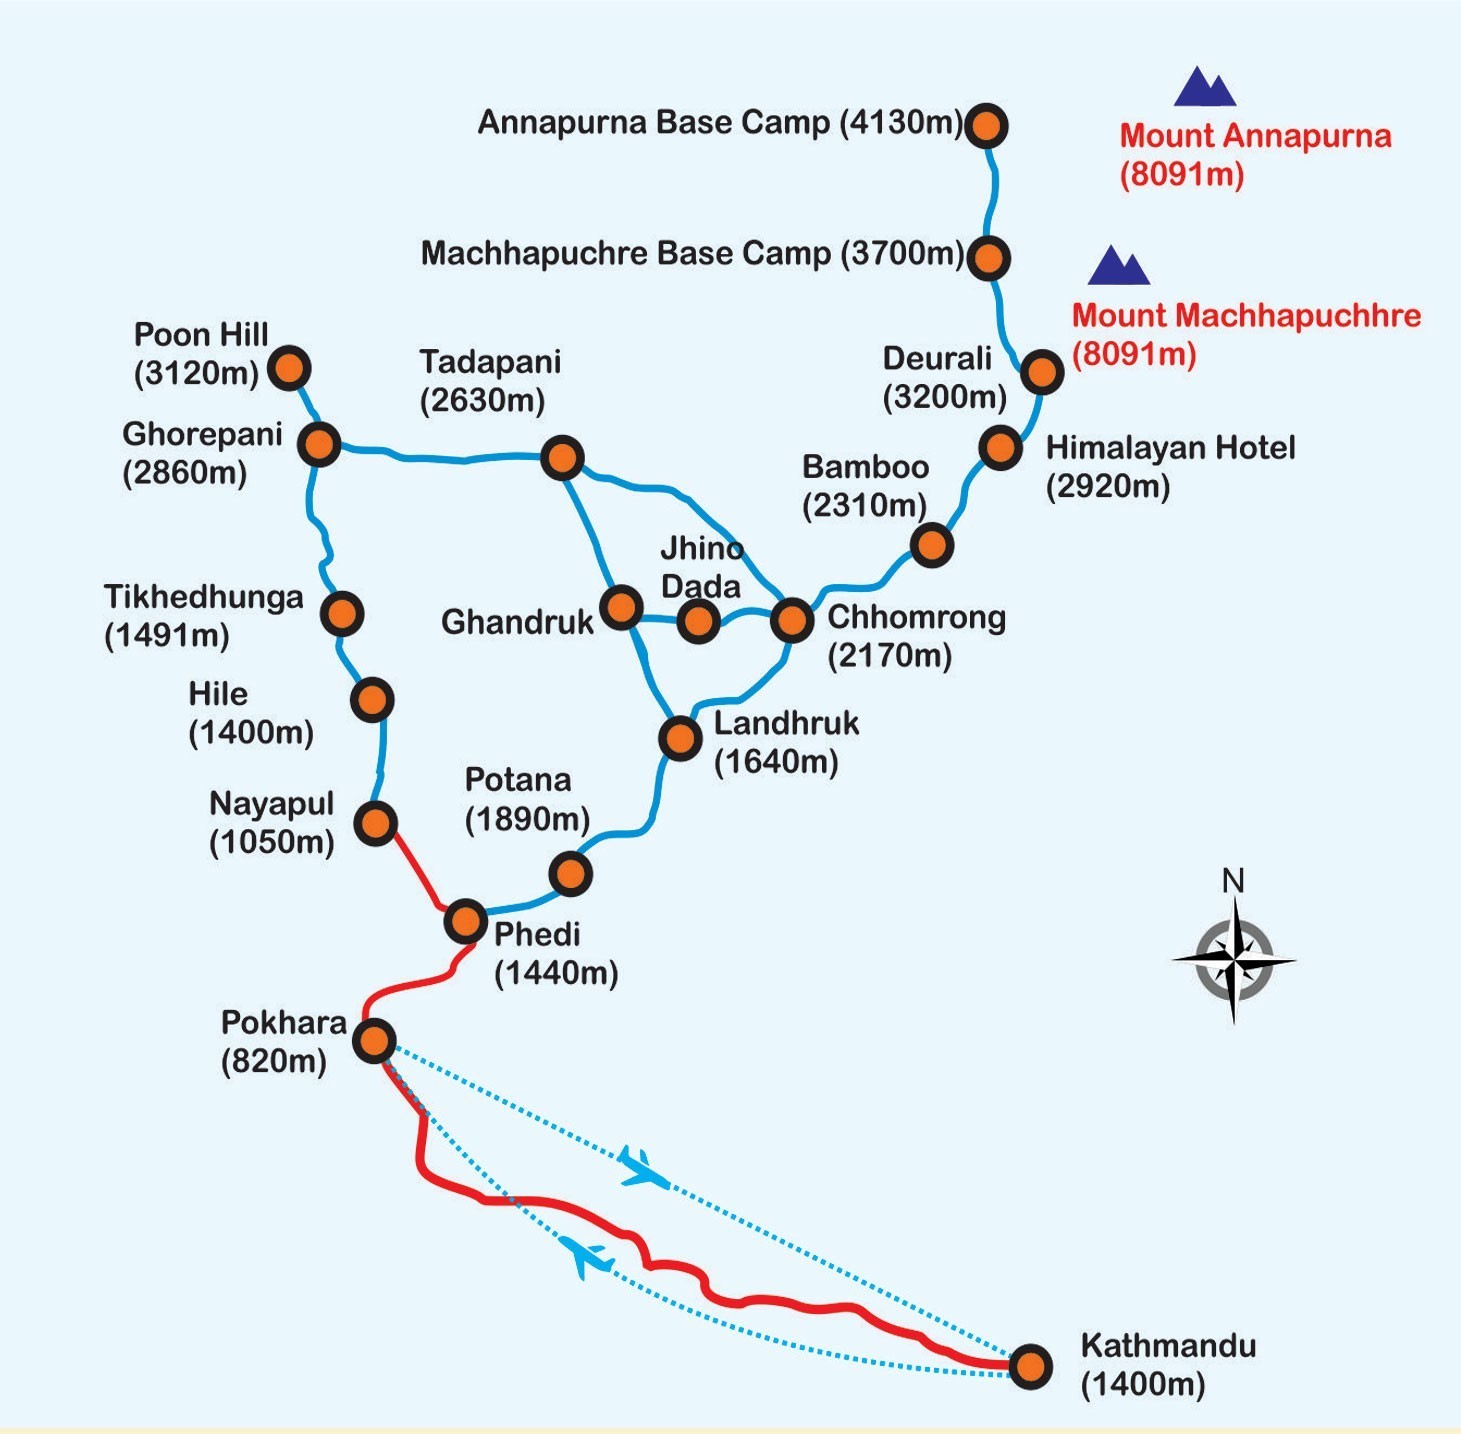 Annapurna Base Camp (4130m)
Mount Annapurna
(8091m)
Machhapuchre Base Camp (3700m)
Mount Machhapuchhre
(8091m)
Poon Hill
(3120m)
Tadapani
(2630m)
Deurali
(3200m)
Ghorepani
(2860m)
Himalayan Hotel
(2920m)
Bamboo
(2310m)
Jhino
Dada
Tikhedhunga
(1491m)
Ghandruk
Chhomrong
(2170m)
Hile
(1400m)
Landhruk
(1640m)
Potana
(1890m)
Nayapul
(1050m)
N
Phedi
(1440m)
Pokhara
(820m)
Kathmandu
(1400m)